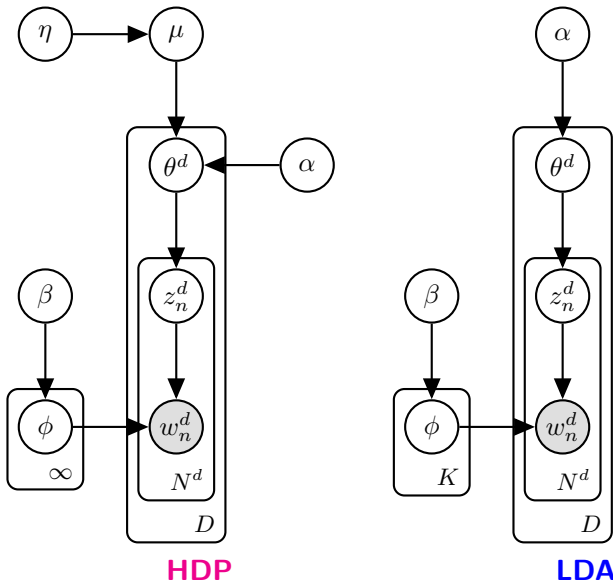 η μ α
θ^d α θ^d
β z_n^d β z_n^d
φ w_n^d φ w_n^d
∞ N^d K N^d
D D
HDP LDA